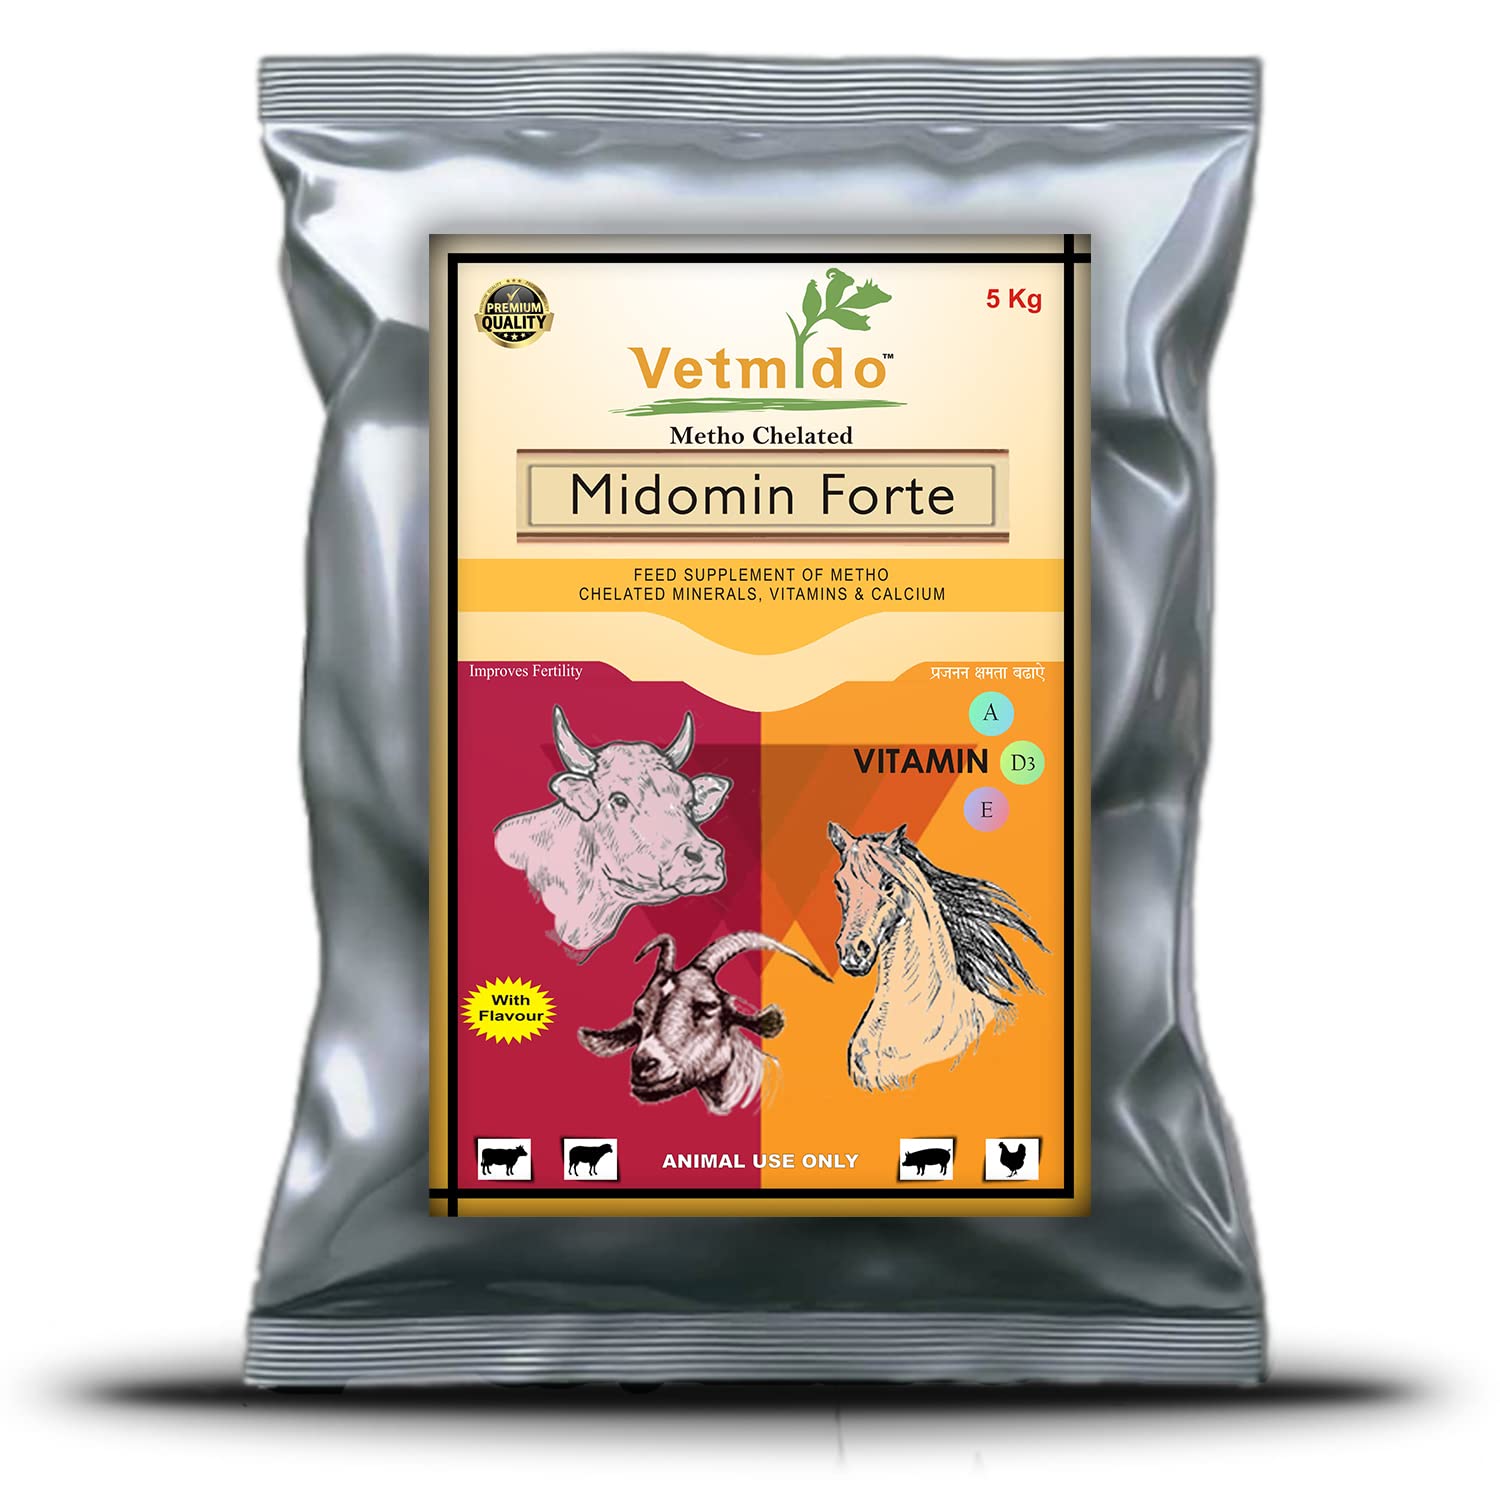 PREMIUM
QUALITY
5 Kg
Vetmido™
Metho Chelated
Midomin Forte
FEED SUPPLEMENT OF METHO
CHELATED MINERALS, VITAMINS & CALCIUM
Improves Fertility
प्रजनन क्षमता बढाऐ
A
VITAMIN D3
E
With
Flavour
ANIMAL USE ONLY